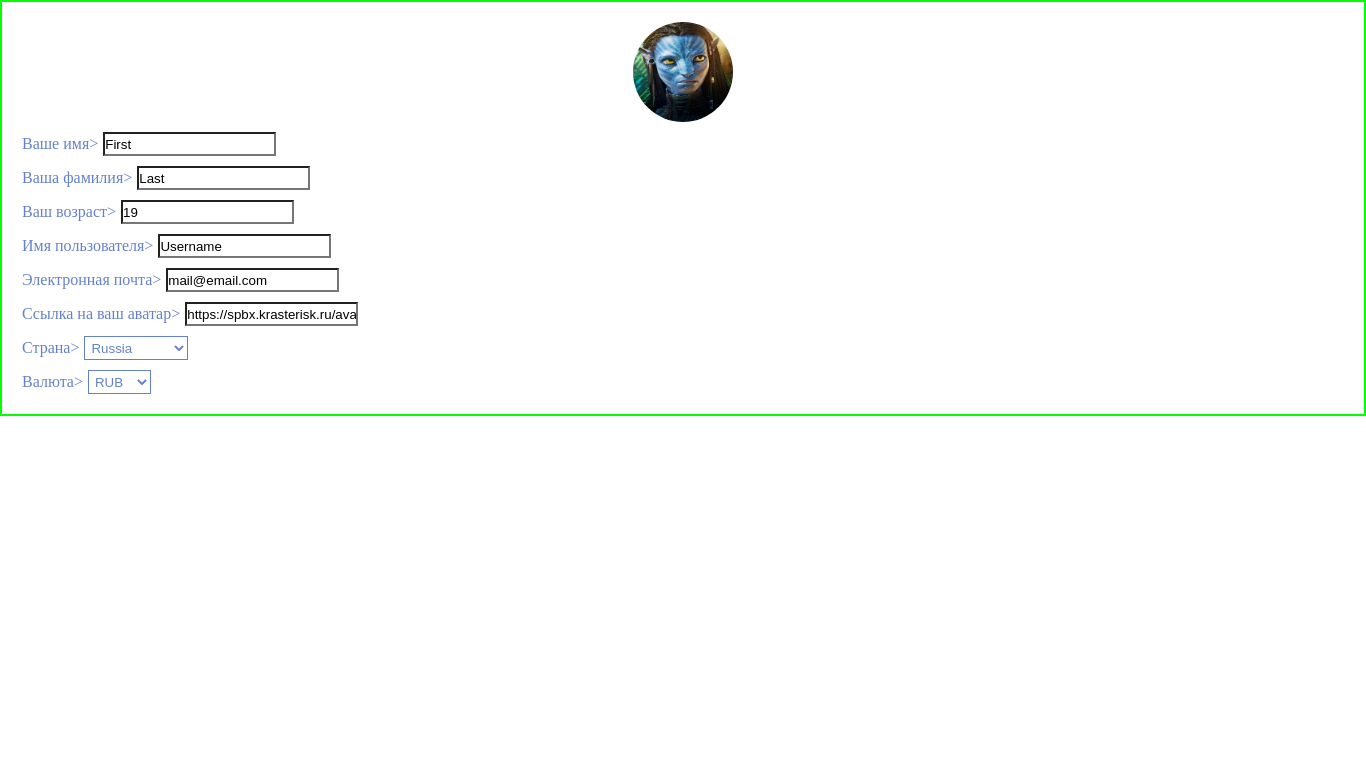 Ваше имя> First
Ваша фамилия> Last
Ваш возраст> 19
Имя пользователя> Username
Электронная почта> mail@email.com
Ссылка на ваш аватар> https://spbx.krasterisk.ru/ava
Страна> Russia
Валюта> RUB